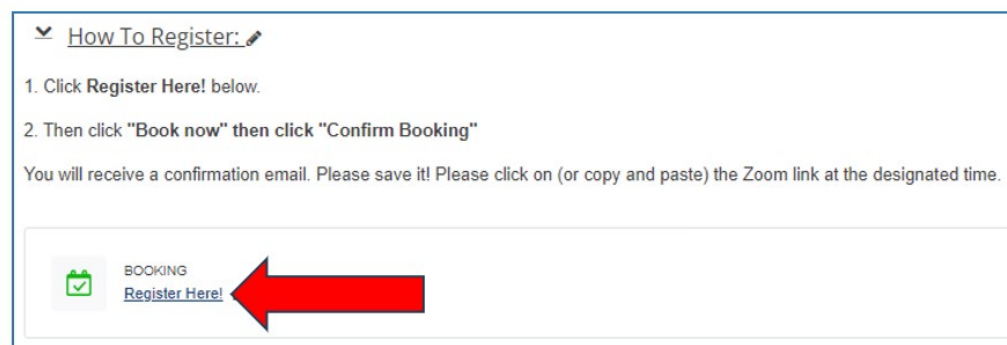 How To Register:
1. Click Register Here! below.
2. Then click "Book now" then click "Confirm Booking"
You will receive a confirmation email. Please save it! Please click on (or copy and paste) the Zoom link at the designated time.
BOOKING
Register Here!